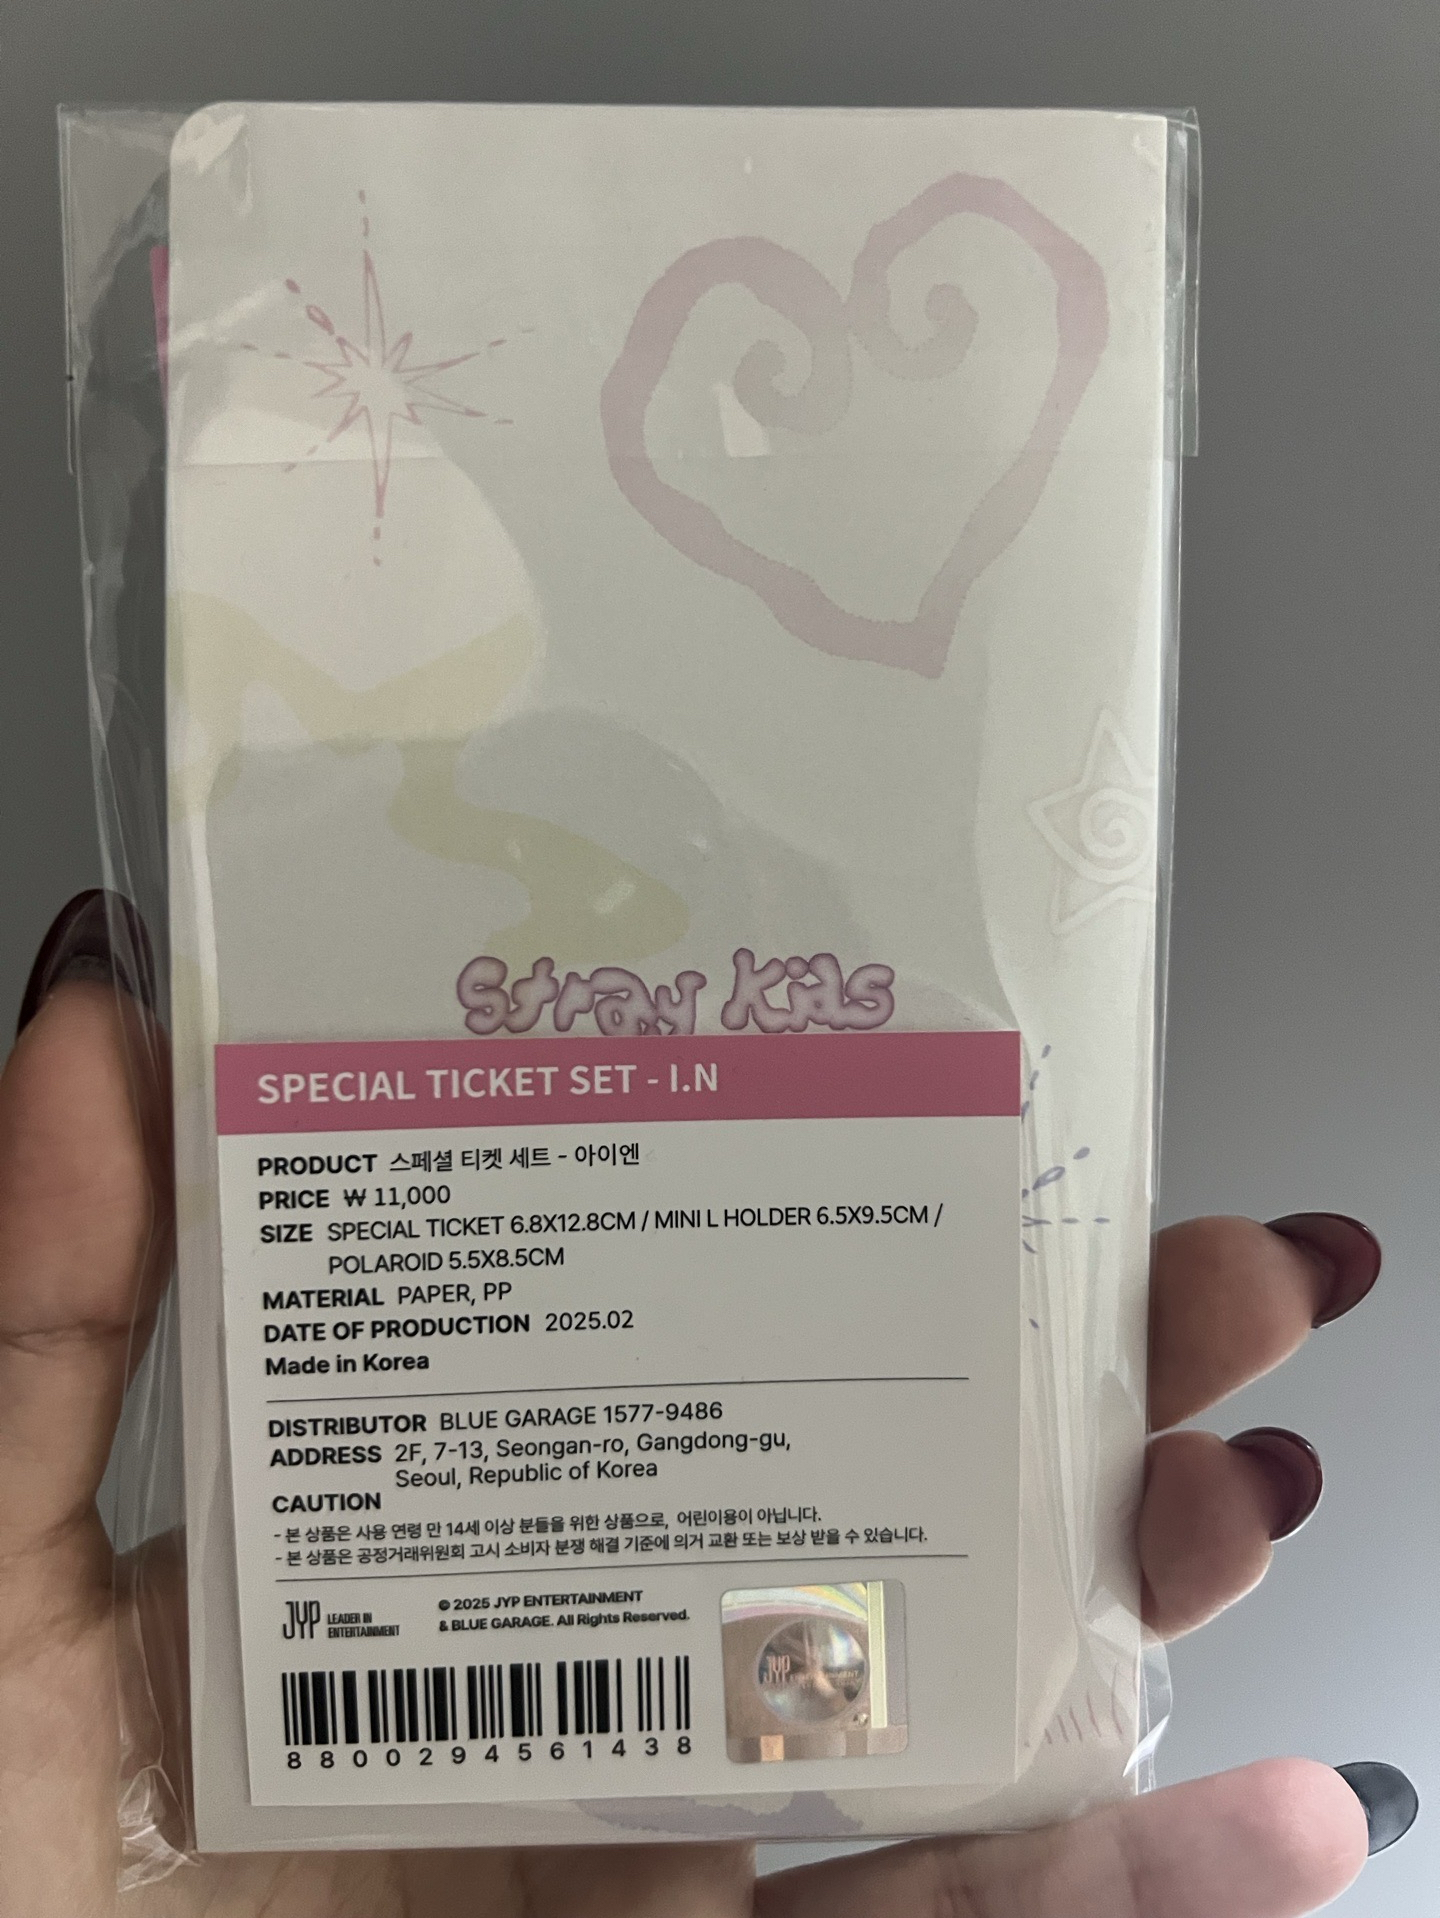 Stray Kids
SPECIAL TICKET SET - I.N
PRODUCT 스페셜 티켓 세트 - 아이엔
PRICE ₩ 11,000
SIZE SPECIAL TICKET 6.8X12.8CM / MINI L HOLDER 6.5X9.5CM /
POLAROID 5.5X8.5CM
MATERIAL PAPER, PP
DATE OF PRODUCTION 2025.02
Made in Korea
DISTRIBUTOR BLUE GARAGE 1577-9486
ADDRESS 2F, 7-13, Seongan-ro, Gangdong-gu,
Seoul, Republic of Korea
CAUTION
- 본 상품은 사용 연령 만 14세 이상 분들을 위한 상품으로, 어린이용이 아닙니다.
- 본 상품은 공정거래위원회 고시 소비자 분쟁 해결 기준에 의거 교환 또는 보상 받을 수 있습니다.
JYP LEADER IN
ENTERTAINMENT
© 2025 JYP ENTERTAINMENT
& BLUE GARAGE. All Rights Reserved.
JYP
8800294561438